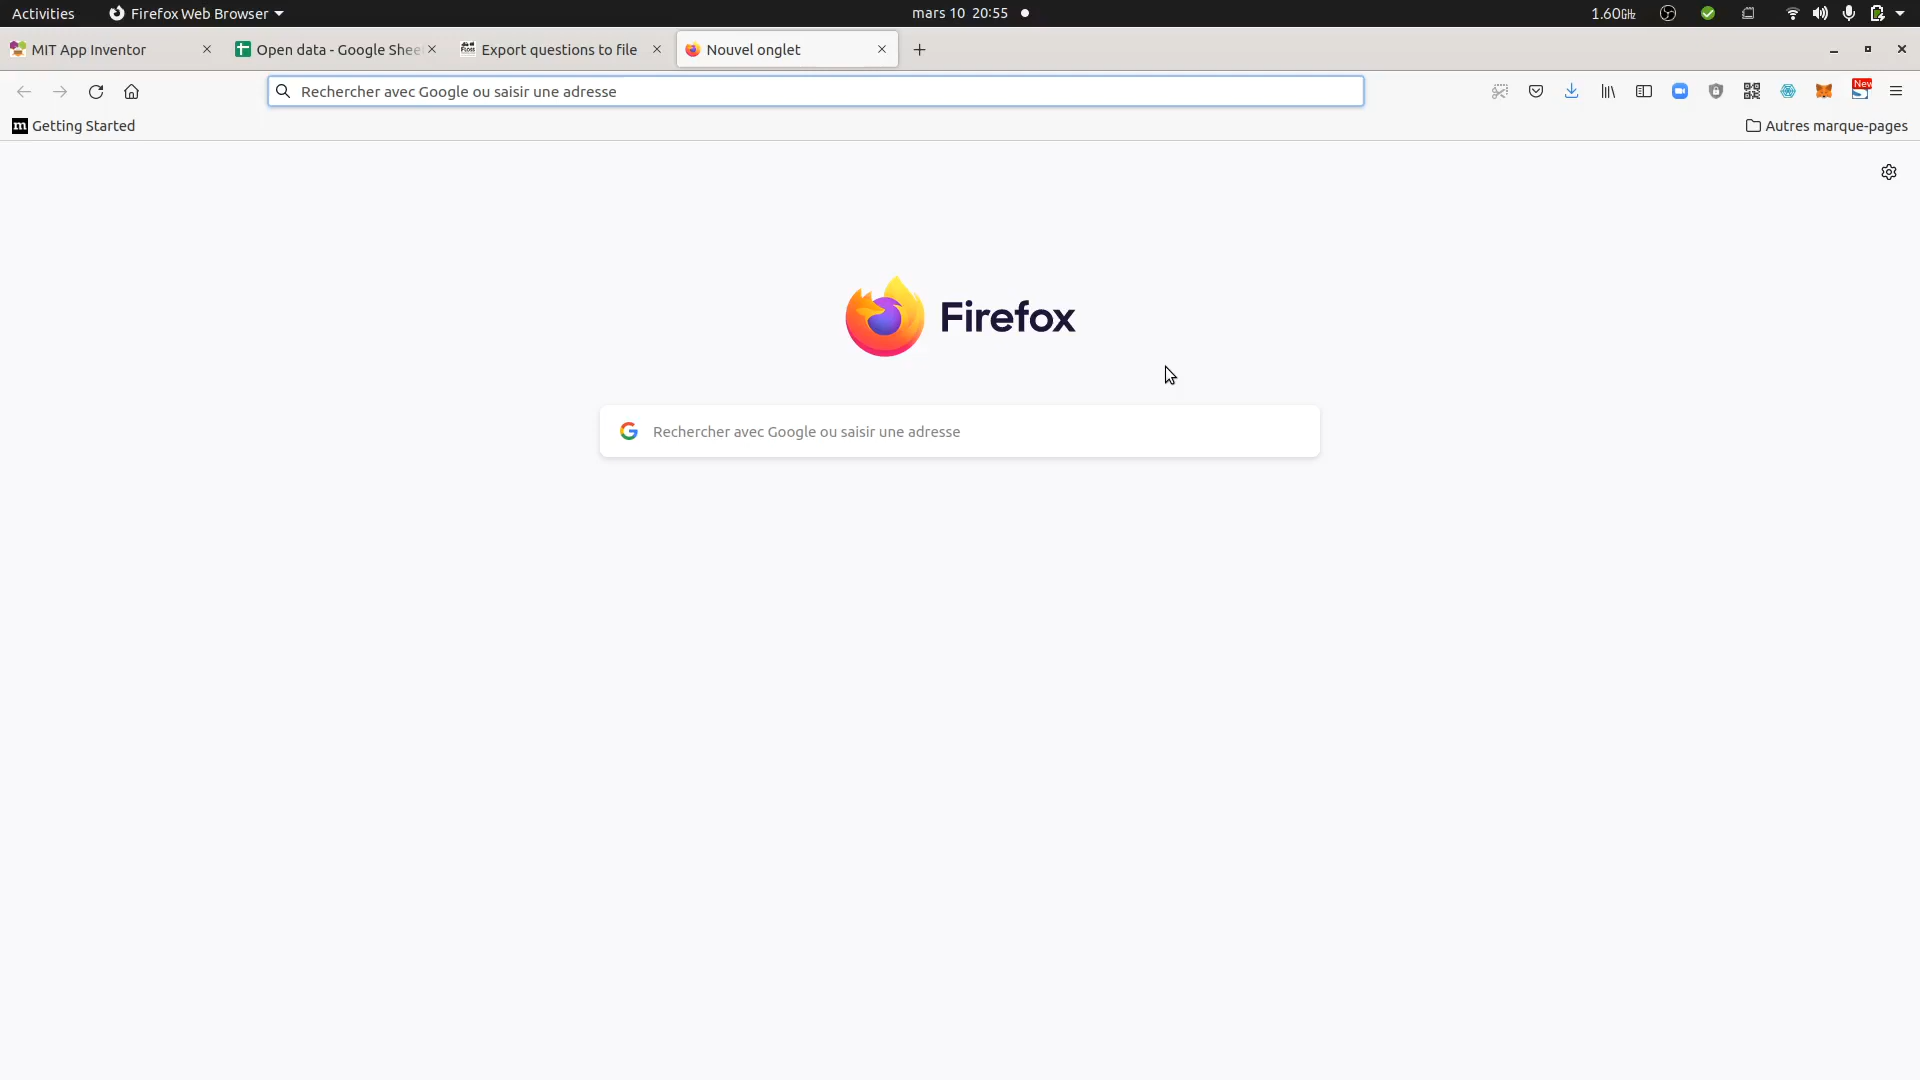 Activities Firefox Web Browser mars 10 20:55 1.60GHz
MIT App Inventor Open data - Google Shee Export questions to file Nouvel onglet
Rechercher avec Google ou saisir une adresse New
Getting Started Autres marque-pages
Firefox
Rechercher avec Google ou saisir une adresse